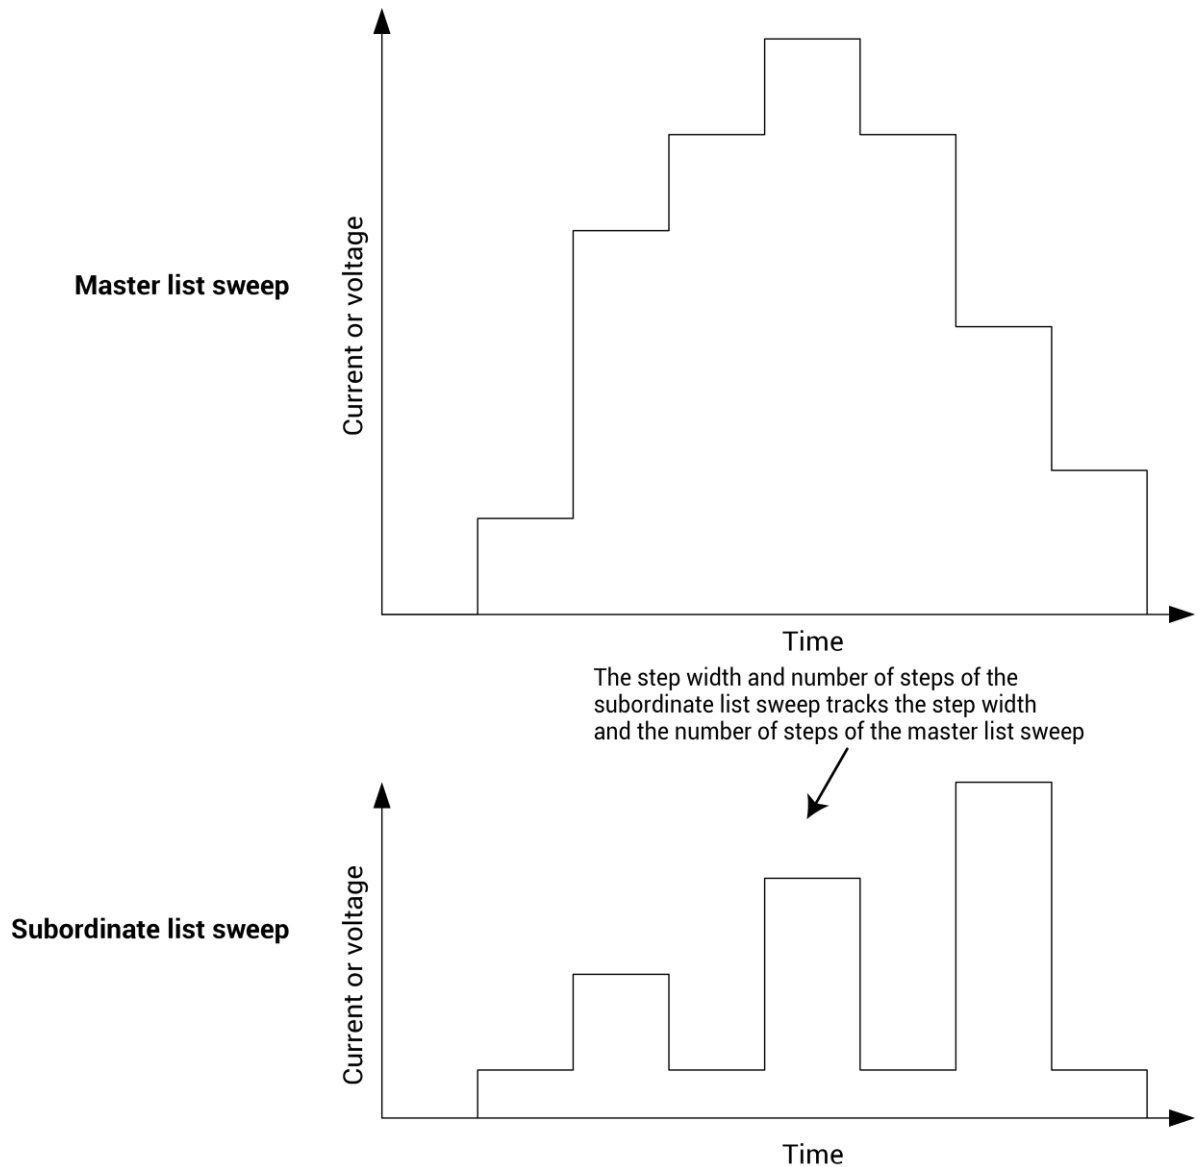 Current or voltage
Master list sweep
Time
The step width and number of steps of the
subordinate list sweep tracks the step width
and the number of steps of the master list sweep
Current or voltage
Subordinate list sweep
Time